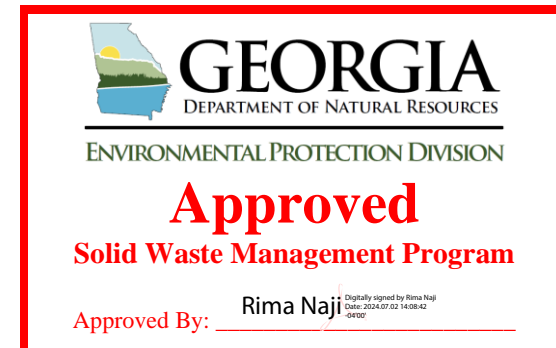 GEORGIA
DEPARTMENT OF NATURAL RESOURCES
ENVIRONMENTAL PROTECTION DIVISION
Approved
Solid Waste Management Program
Approved By: Rima Naji
Digitally signed by Rima Naji
Date: 2024.07.02 14:08:42
-04'00'